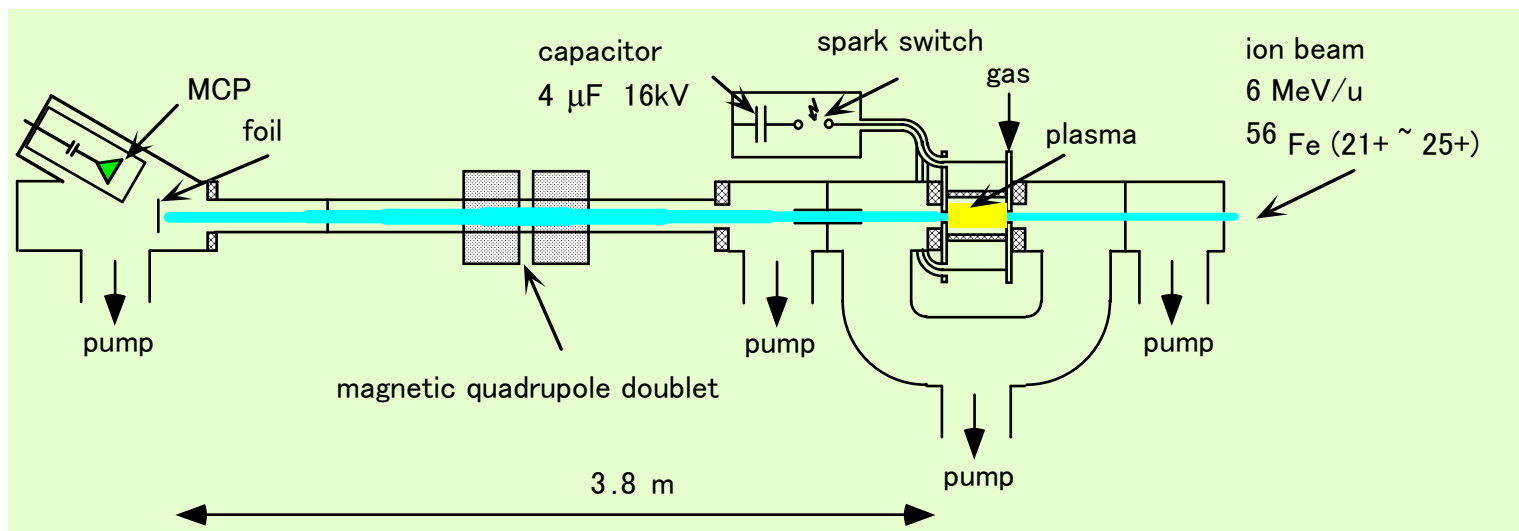 MCP
foil
capacitor
4 μF 16kV
spark switch
gas
plasma
ion beam
6 MeV/u
56 Fe (21+ ~ 25+)
pump
magnetic quadrupole doublet
pump
pump
pump
3.8 m